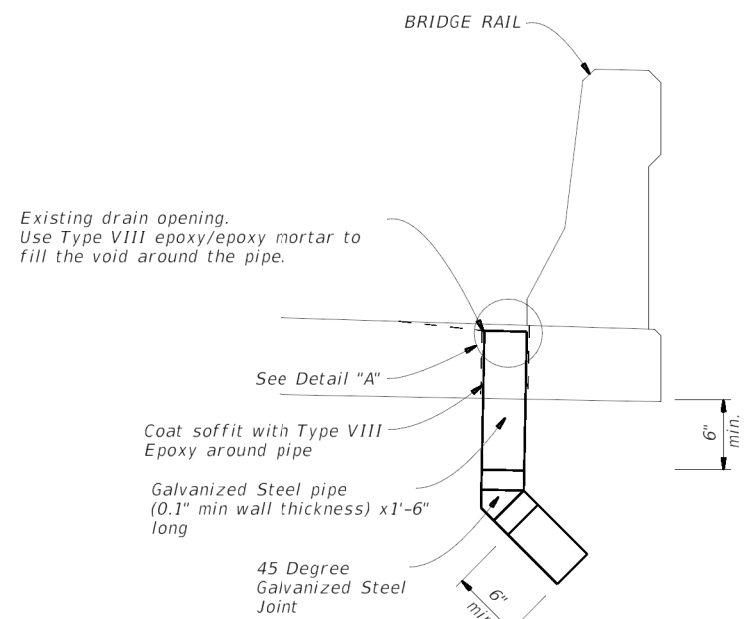 BRIDGE RAIL
Existing drain opening.
Use Type VIII epoxy/epoxy mortar to
fill the void around the pipe.
See Detail "A"
Coat soffit with Type VIII
Epoxy around pipe
6"
min.
Galvanized Steel pipe
(0.1" min wall thickness) x1'-6"
long
45 Degree
Galvanized Steel
Joint
6"